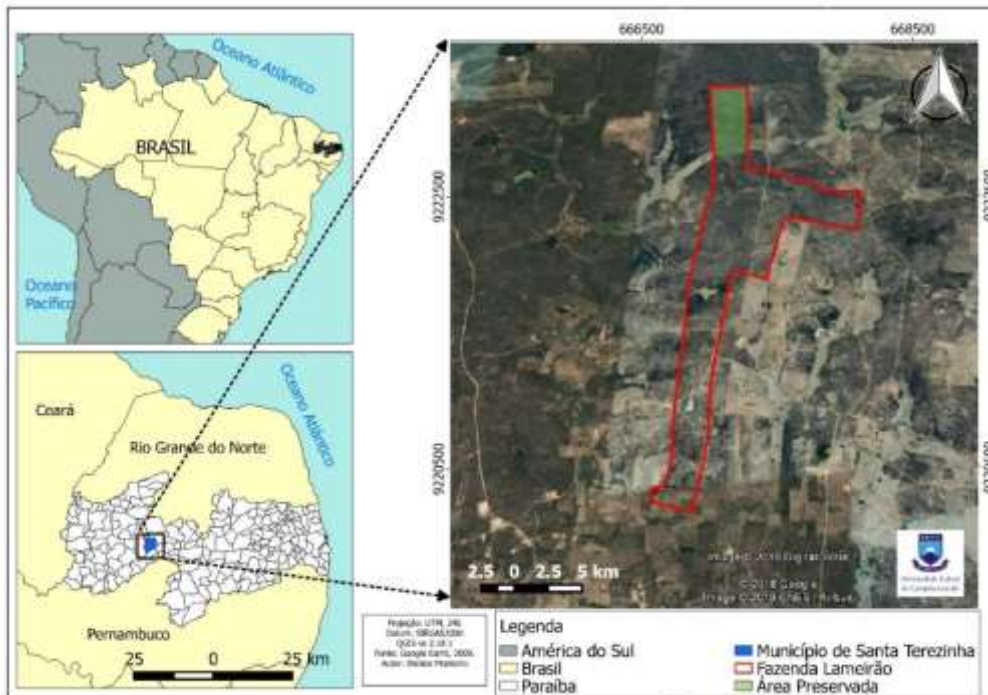 Oceano Atlântico
BRASIL
Oceano
Pacífico
Ceará
Rio Grande do Norte
Oceano Atlântico
Pernambuco
25 0 25 km
666500 668500
9222500
9220500
2.5 0 2.5 5 km
© 2018 Google
Legenda
América do Sul
Brasil
Paraíba
Município de Santa Terezinha
Fazenda Lameirão
Área Preservada